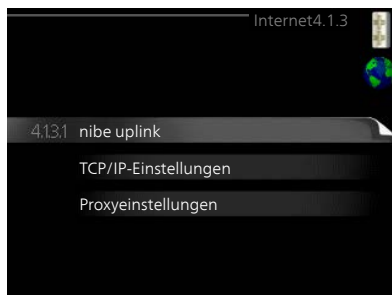 Internet4.1.3
4.1.3.1 nibe uplink
TCP/IP-Einstellungen
Proxyeinstellungen